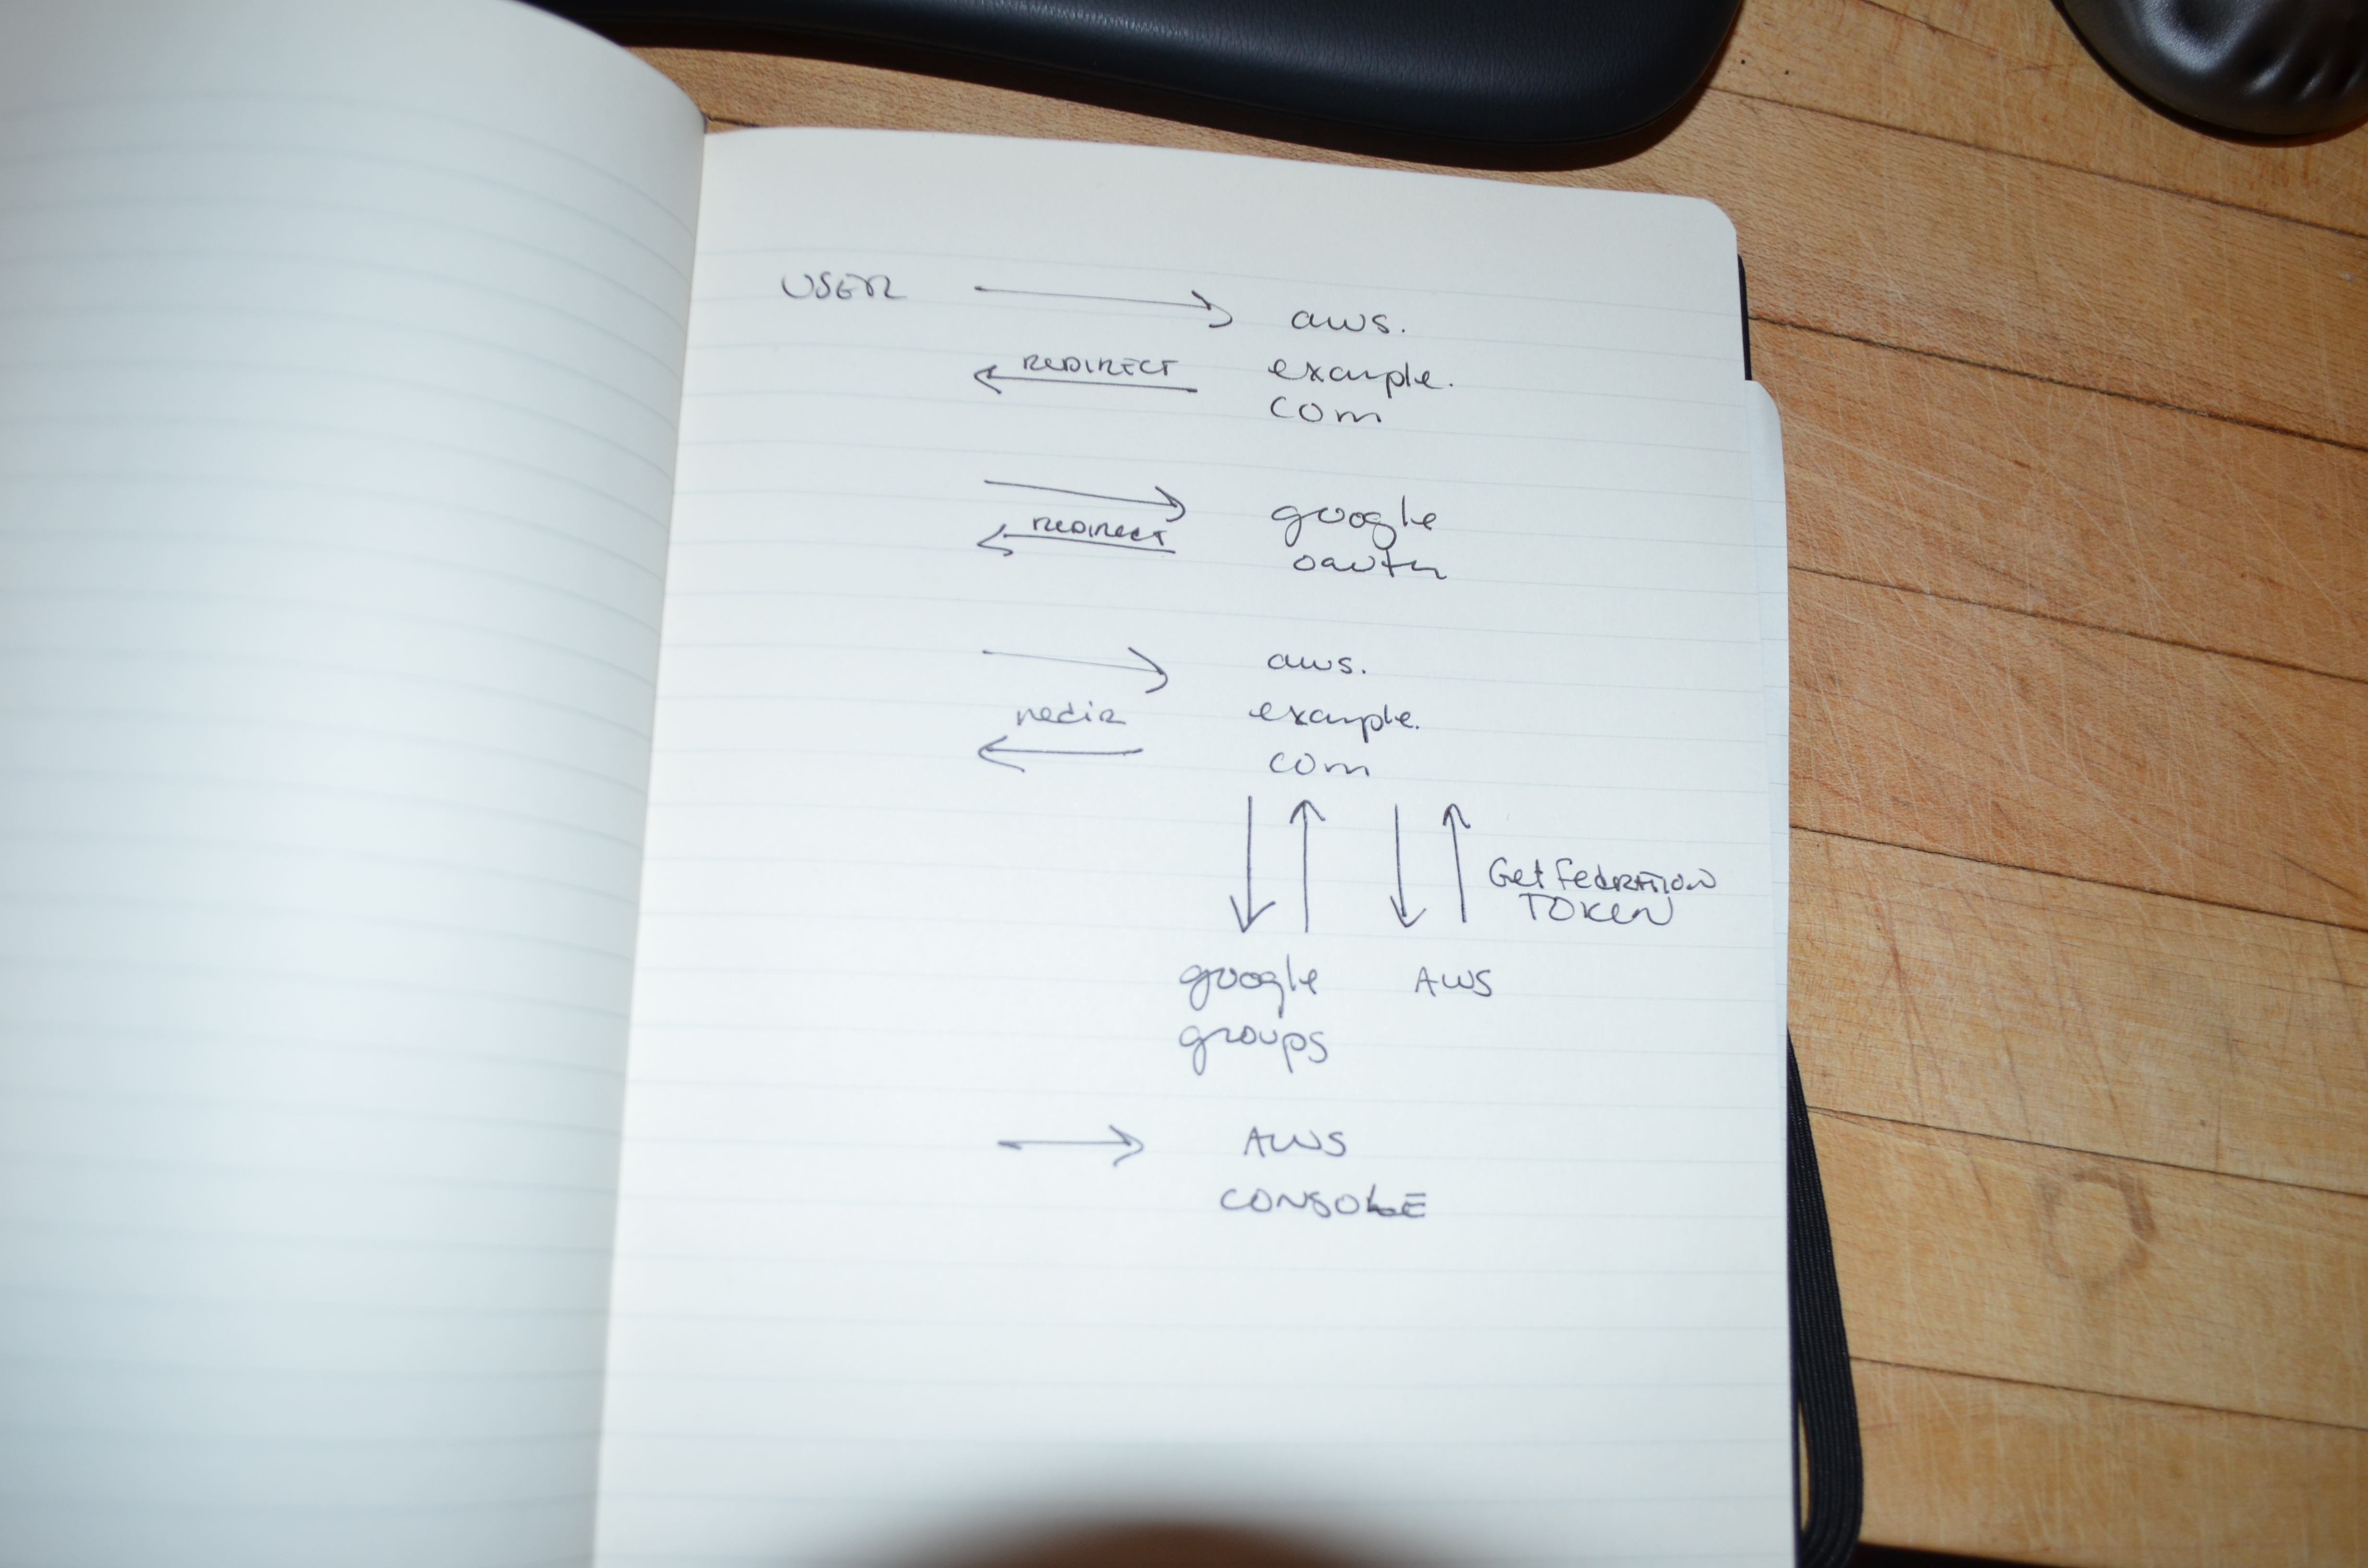 USER
aws.
REDIRECT
example.
com
google
REDIRECT
oauth
aws.
redir
example.
com
Get Fedration
TOKEN
google AWS
groups
AWS
CONSOLE